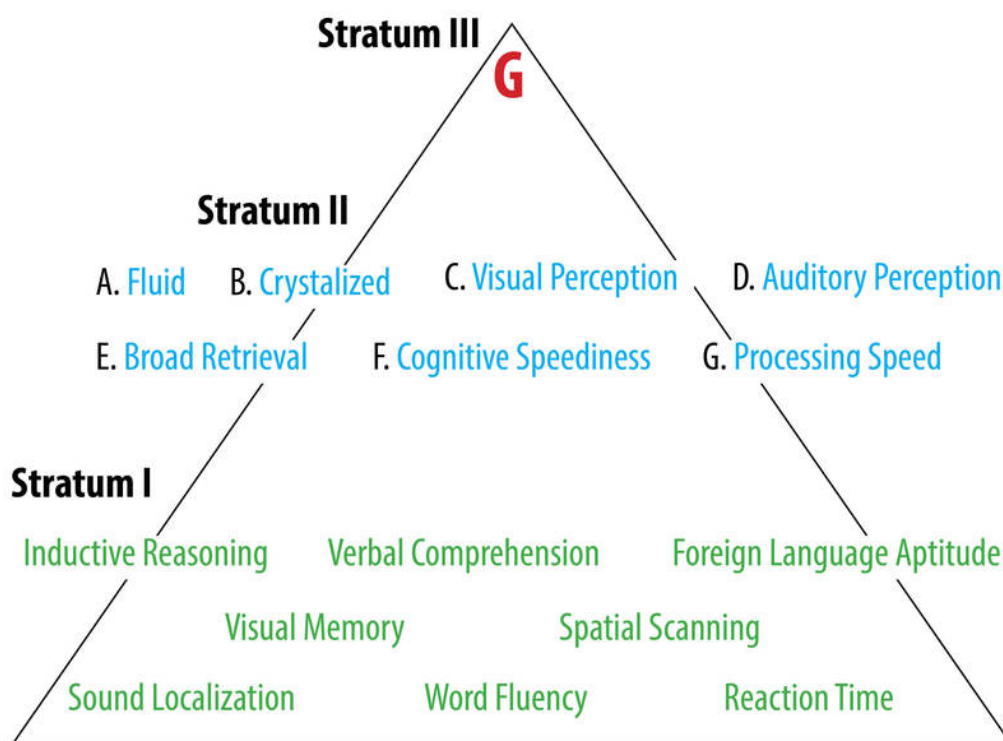 Stratum III
G
Stratum II
A. Fluid B. Crystalized C. Visual Perception D. Auditory Perception
E. Broad Retrieval F. Cognitive Speediness G. Processing Speed
Stratum I
Inductive Reasoning Verbal Comprehension Foreign Language Aptitude
Visual Memory Spatial Scanning
Sound Localization Word Fluency Reaction Time